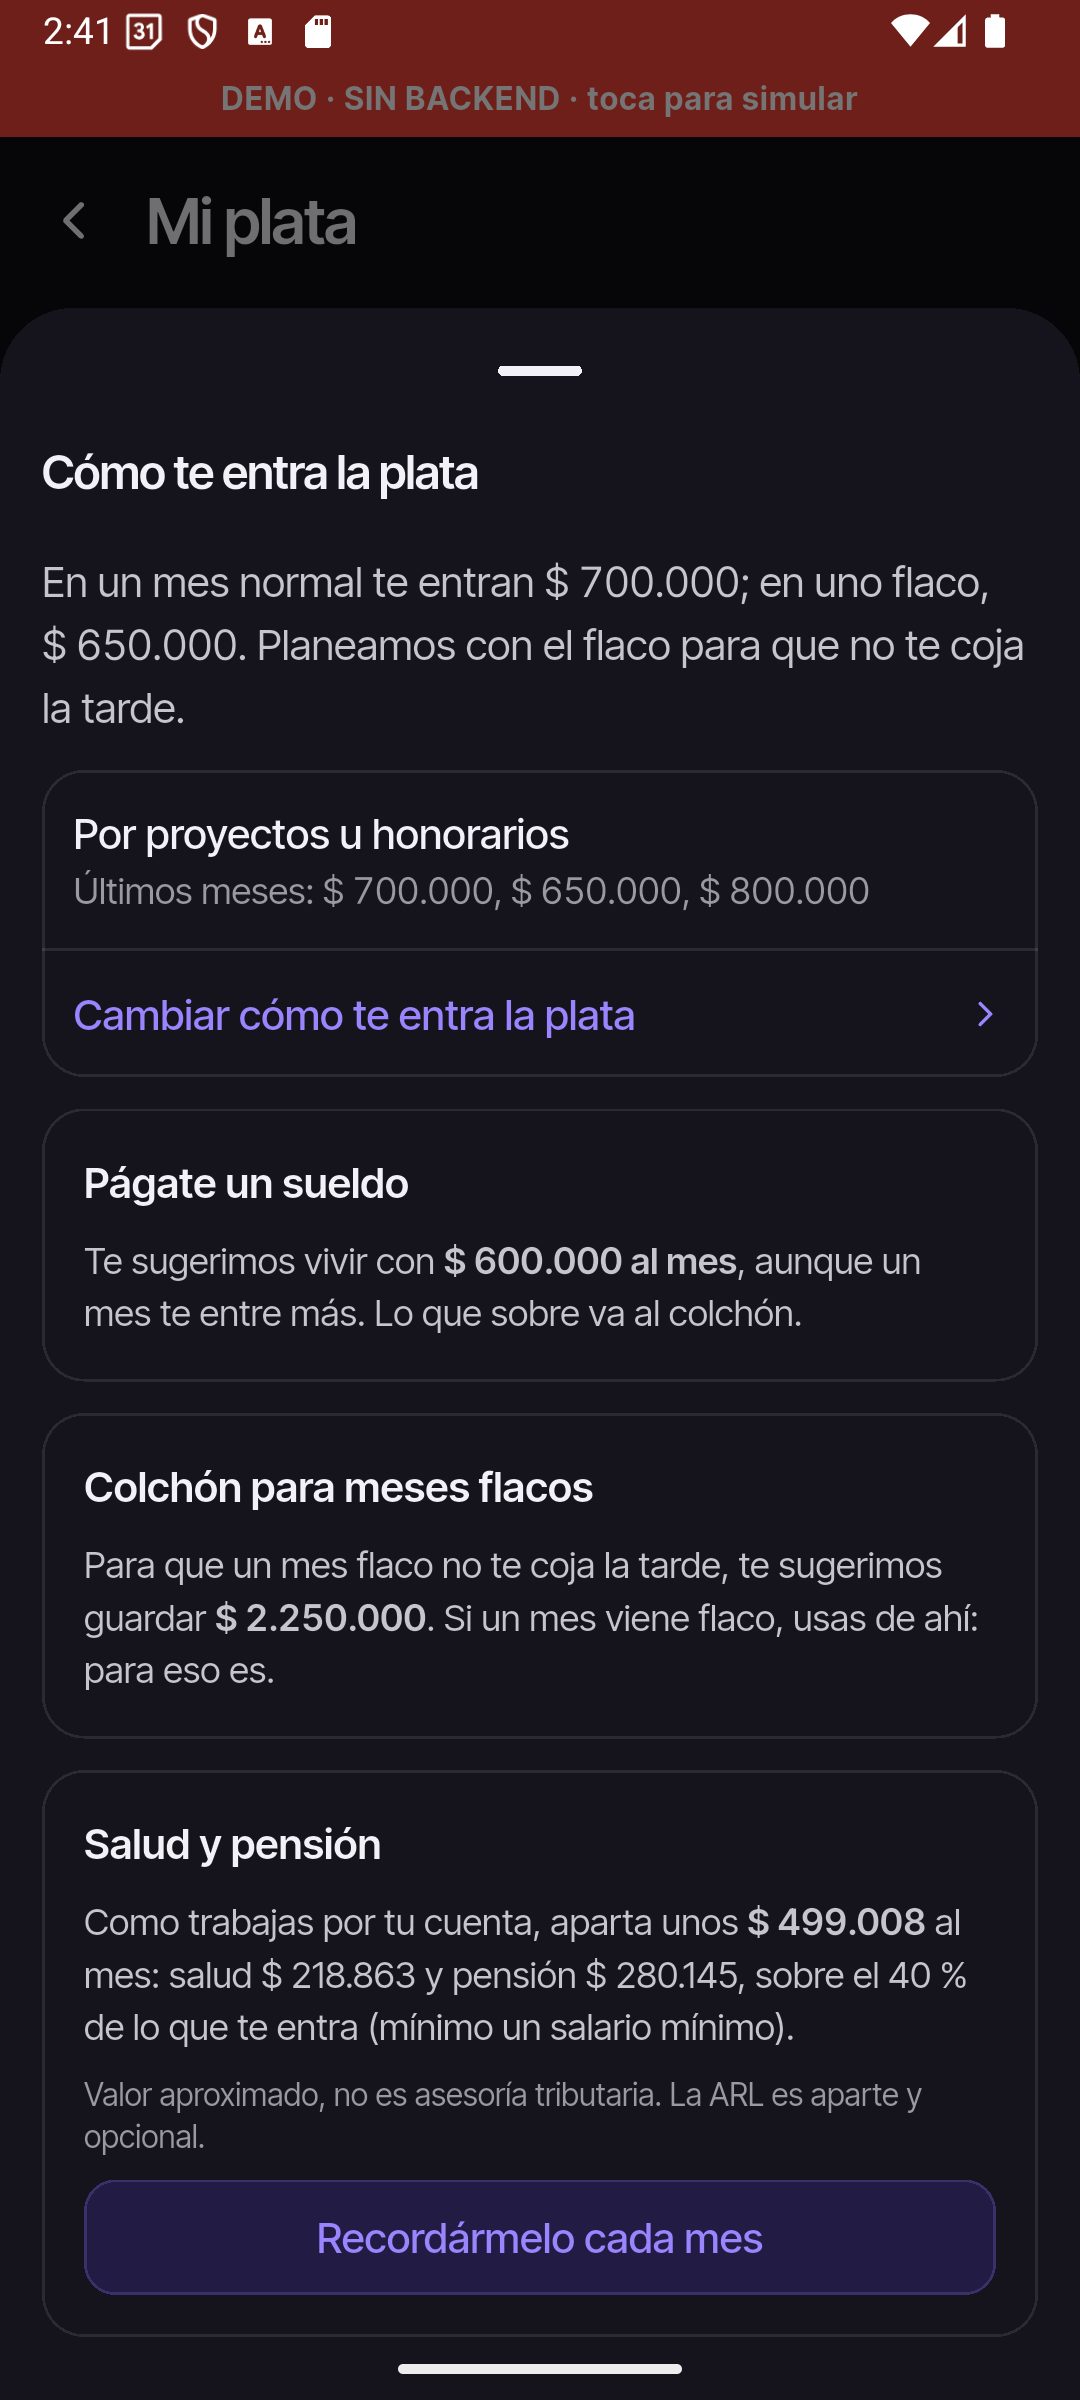 2:41
31
A
DEMO · SIN BACKEND · toca para simular
Mi plata
Cómo te entra la plata
En un mes normal te entran $ 700.000; en uno flaco,
$ 650.000. Planeamos con el flaco para que no te coja
la tarde.
Por proyectos u honorarios
Últimos meses: $ 700.000, $ 650.000, $ 800.000
Cambiar cómo te entra la plata
Págate un sueldo
Te sugerimos vivir con $ 600.000 al mes, aunque un
mes te entre más. Lo que sobre va al colchón.
Colchón para meses flacos
Para que un mes flaco no te coja la tarde, te sugerimos
guardar $ 2.250.000. Si un mes viene flaco, usas de ahí:
para eso es.
Salud y pensión
Como trabajas por tu cuenta, aparta unos $ 499.008 al
mes: salud $ 218.863 y pensión $ 280.145, sobre el 40 %
de lo que te entra (mínimo un salario mínimo).
Valor aproximado, no es asesoría tributaria. La ARL es aparte y
opcional.
Recordármelo cada mes